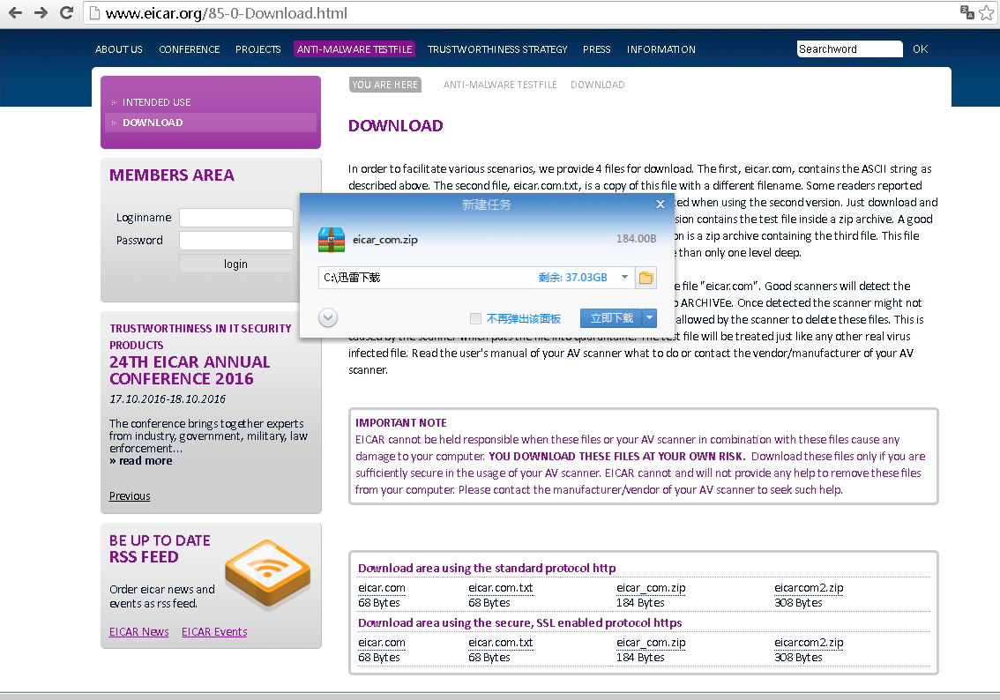 www.eicar.org/85-0-Download.html
ABOUT US CONFERENCE PROJECTS ANTI-MALWARE TESTFILE TRUSTWORTHINESS STRATEGY PRESS INFORMATION Searchword OK
INTENDED USE
DOWNLOAD
MEMBERS AREA
Loginname
Password
login
TRUSTWORTHINESS IN IT SECURITY
PRODUCTS
24TH EICAR ANNUAL
CONFERENCE 2016
17.10.2016-18.10.2016
The conference brings together experts
from industry, government, military, law
enforcement...
» read more
Previous
BE UP TO DATE
RSS FEED
Order eicar news and
events as rss feed.
EICAR News EICAR Events
YOU ARE HERE ANTI-MALWARE TESTFILE DOWNLOAD
DOWNLOAD
In order to facilitate various scenarios, we provide 4 files for download. The first, eicar.com, contains the ASCII string as
described above. The second file, eicar.com.txt, is a copy of this file with a different filename. Some readers reported
when using the second version. Just download and
contains the test file inside a zip archive. A good
is a zip archive containing the third file. This file
than only one level deep.
file "eicar.com". Good scanners will detect the
ARCHIVEe. Once detected the scanner might not
allowed by the scanner to delete these files. This is
caused by the scanner which puts the file into quarantaine. The test file will be treated just like any other real virus
infected file. Read the user's manual of your AV scanner what to do or contact the vendor/manufacturer of your AV
scanner.
新建任务
eicar_com.zip 184.00B
C:\迅雷下载 剩余: 37.03GB
不再弹出该面板 立即下载
IMPORTANT NOTE
EICAR cannot be held responsible when these files or your AV scanner in combination with these files cause any
damage to your computer. YOU DOWNLOAD THESE FILES AT YOUR OWN RISK. Download these files only if you are
sufficiently secure in the usage of your AV scanner. EICAR cannot and will not provide any help to remove these files
from your computer. Please contact the manufacturer/vendor of your AV scanner to seek such help.
Download area using the standard protocol http
eicar.com eicar.com.txt eicar_com.zip eicarcom2.zip
68 Bytes 68 Bytes 184 Bytes 308 Bytes
Download area using the secure, SSL enabled protocol https
eicar.com eicar.com.txt eicar_com.zip eicarcom2.zip
68 Bytes 68 Bytes 184 Bytes 308 Bytes